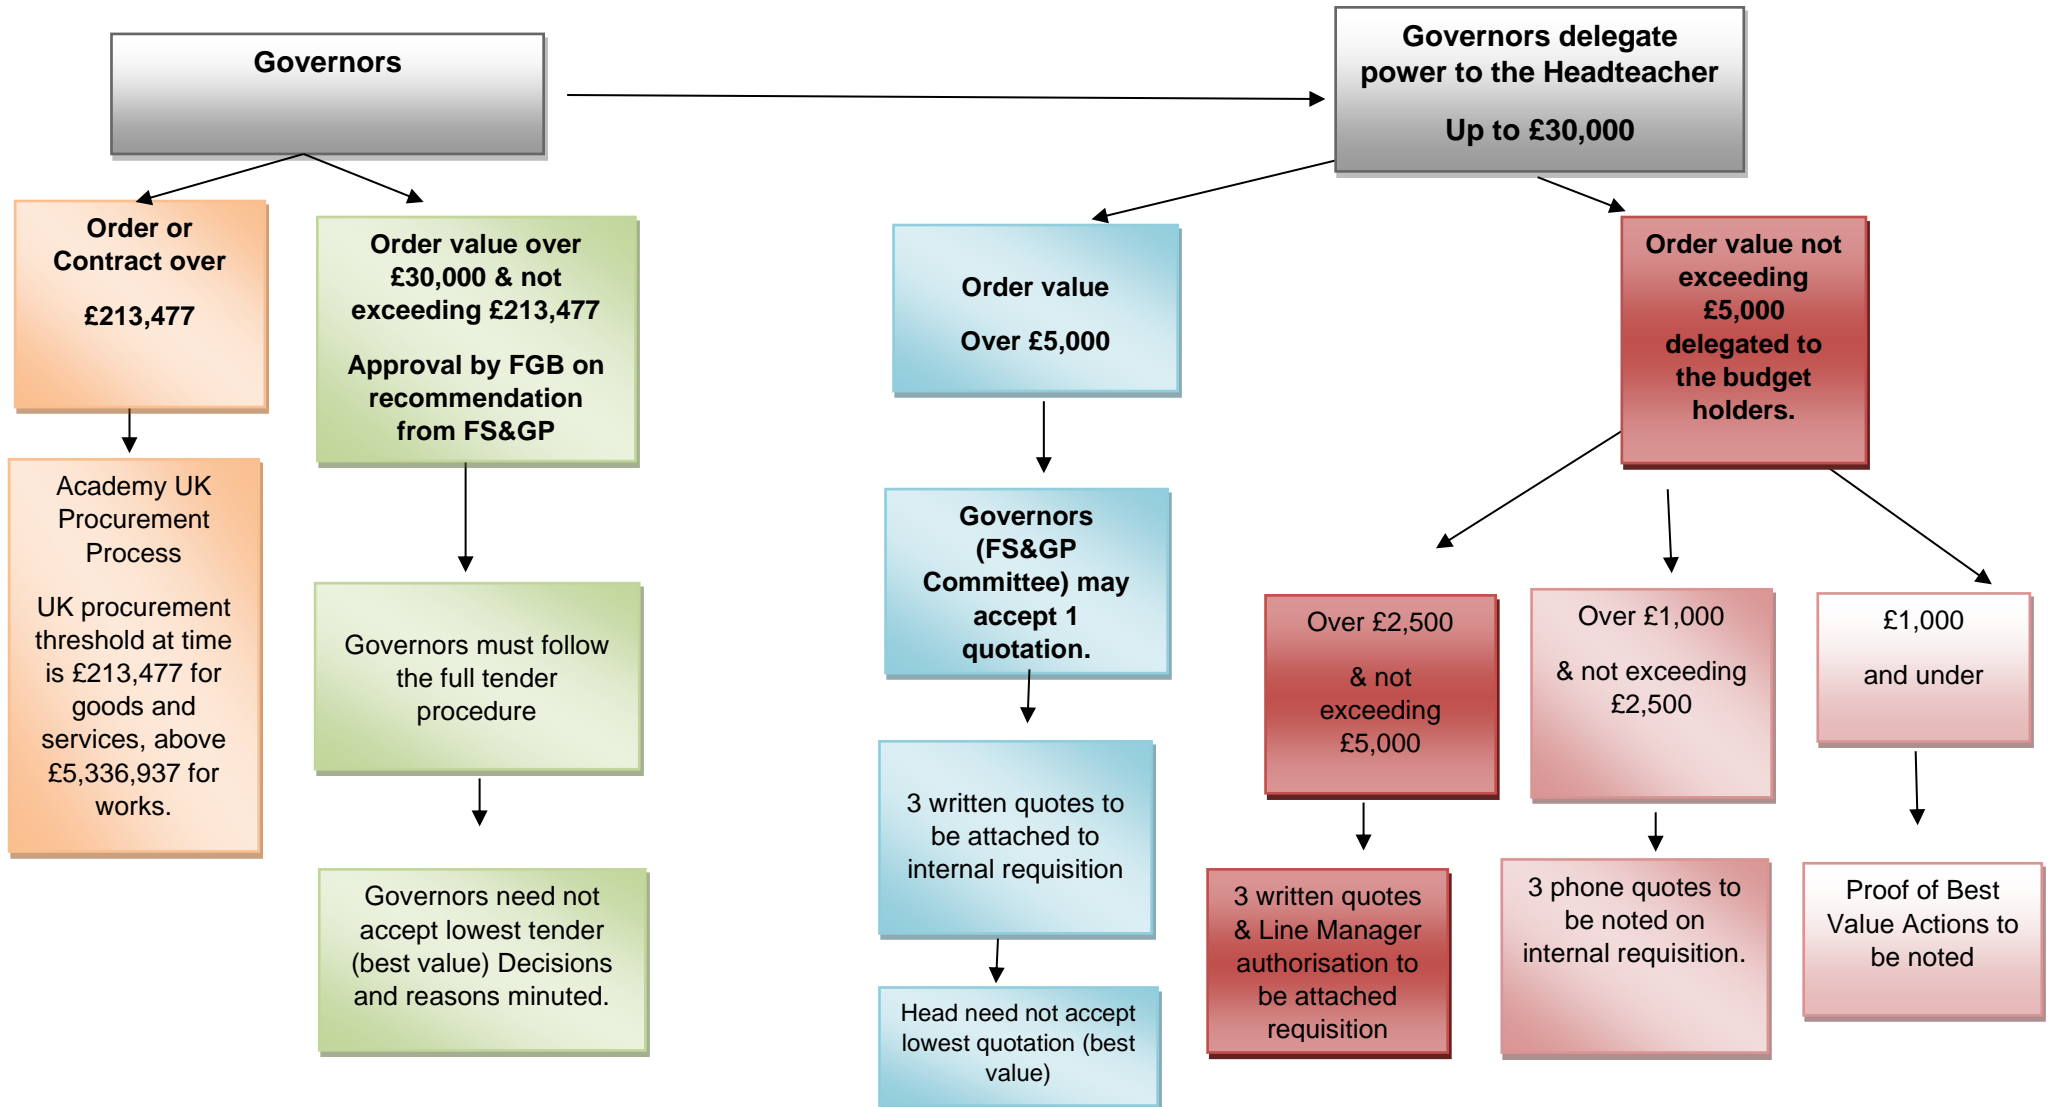 Governors
Governors delegate
power to the Headteacher
Up to £30,000
Order or
Contract over
£213,477
Order value over
£30,000 & not
exceeding £213,477
Approval by FGB on
recommendation
from FS&GP
Order value
Over £5,000
Order value not
exceeding
£5,000
delegated to
the budget
holders.
Academy UK
Procurement
Process
UK procurement
threshold at time
is £213,477 for
goods and
services, above
£5,336,937 for
works.
Governors must follow
the full tender
procedure
Governors
(FS&GP
Committee) may
accept 1
quotation.
Over £2,500
& not
exceeding
£5,000
Over £1,000
& not exceeding
£2,500
£1,000
and under
Governors need not
accept lowest tender
(best value) Decisions
and reasons minuted.
3 written quotes to
be attached to
internal requisition
Head need not accept
lowest quotation (best
value)
3 written quotes
& Line Manager
authorisation to
be attached
requisition
3 phone quotes to
be noted on
internal requisition.
Proof of Best
Value Actions to
be noted